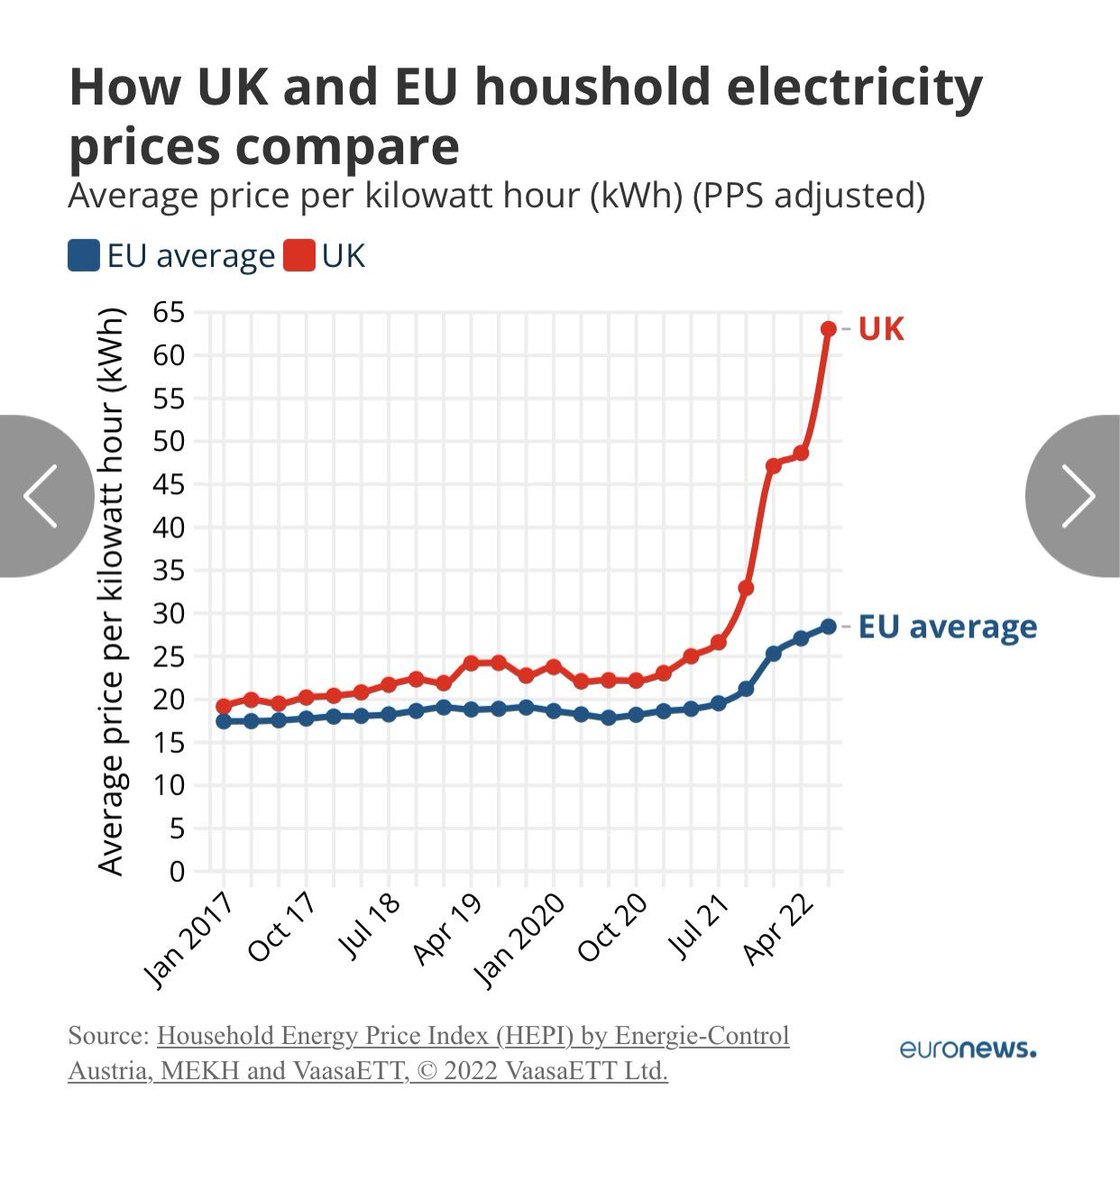 How UK and EU houshold electricity
prices compare
Average price per kilowatt hour (kWh) (PPS adjusted)
EU average UK
Average price per kilowatt hour (kWh)
65
60
55
50
45
40
35
30
25
20
15
10
5
0
UK
EU average
Jan 2017
Oct 17
Jul 18
Apr 19
Jan 2020
Oct 20
Jul 21
Apr 22
Source: Household Energy Price Index (HEPI) by Energie-Control
Austria, MEKH and VaasaETT, © 2022 VaasaETT Ltd.
euronews.